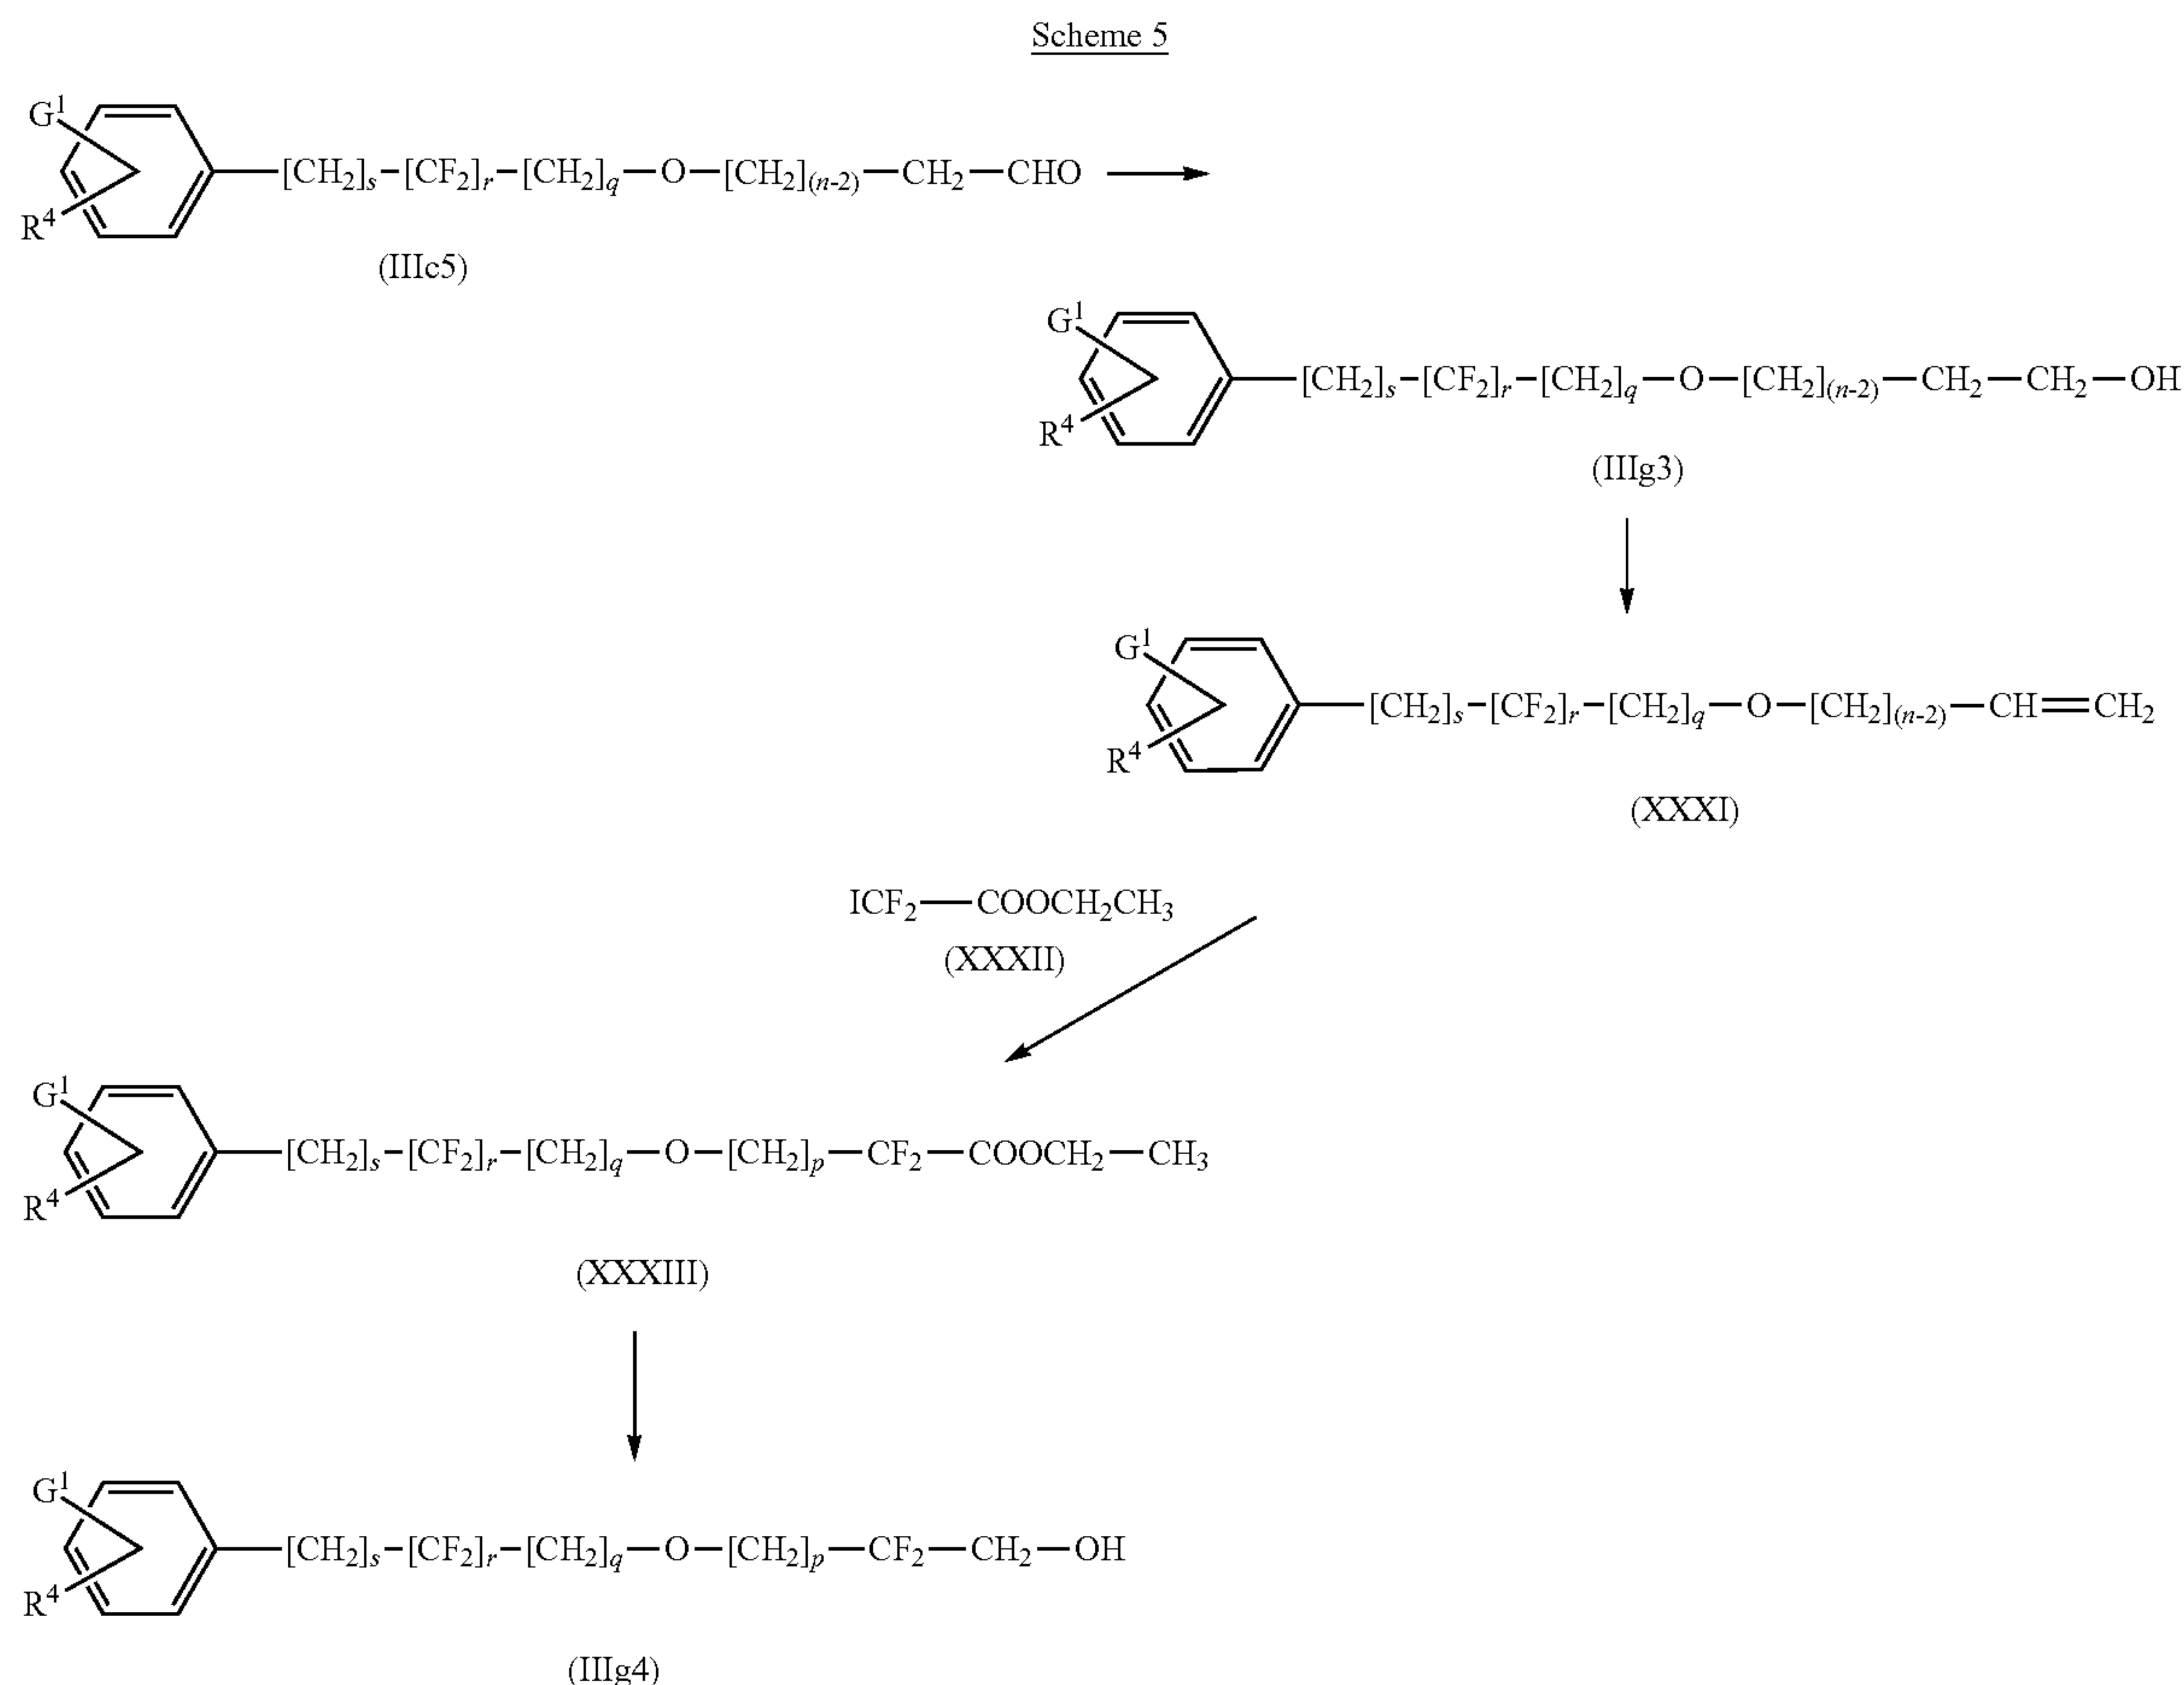 Scheme 5
G¹
R⁴
[CH₂]ₛ–[CF₂]ᵣ–[CH₂]q—O—[CH₂](n-2)—CH₂—CHO
(IIIc5)
G¹
R⁴
[CH₂]ₛ–[CF₂]ᵣ–[CH₂]q—O—[CH₂](n-2)—CH₂—CH₂—OH
(IIIg3)
G¹
R⁴
[CH₂]ₛ–[CF₂]ᵣ–[CH₂]q—O—[CH₂](n-2)—CH=CH₂
(XXXI)
ICF₂—COOCH₂CH₃
(XXXII)
G¹
R⁴
[CH₂]ₛ–[CF₂]ᵣ–[CH₂]q—O—[CH₂]ₚ—CF₂—COOCH₂—CH₃
(XXXIII)
G¹
R⁴
[CH₂]ₛ–[CF₂]ᵣ–[CH₂]q—O—[CH₂]ₚ—CF₂—CH₂—OH
(IIIg4)